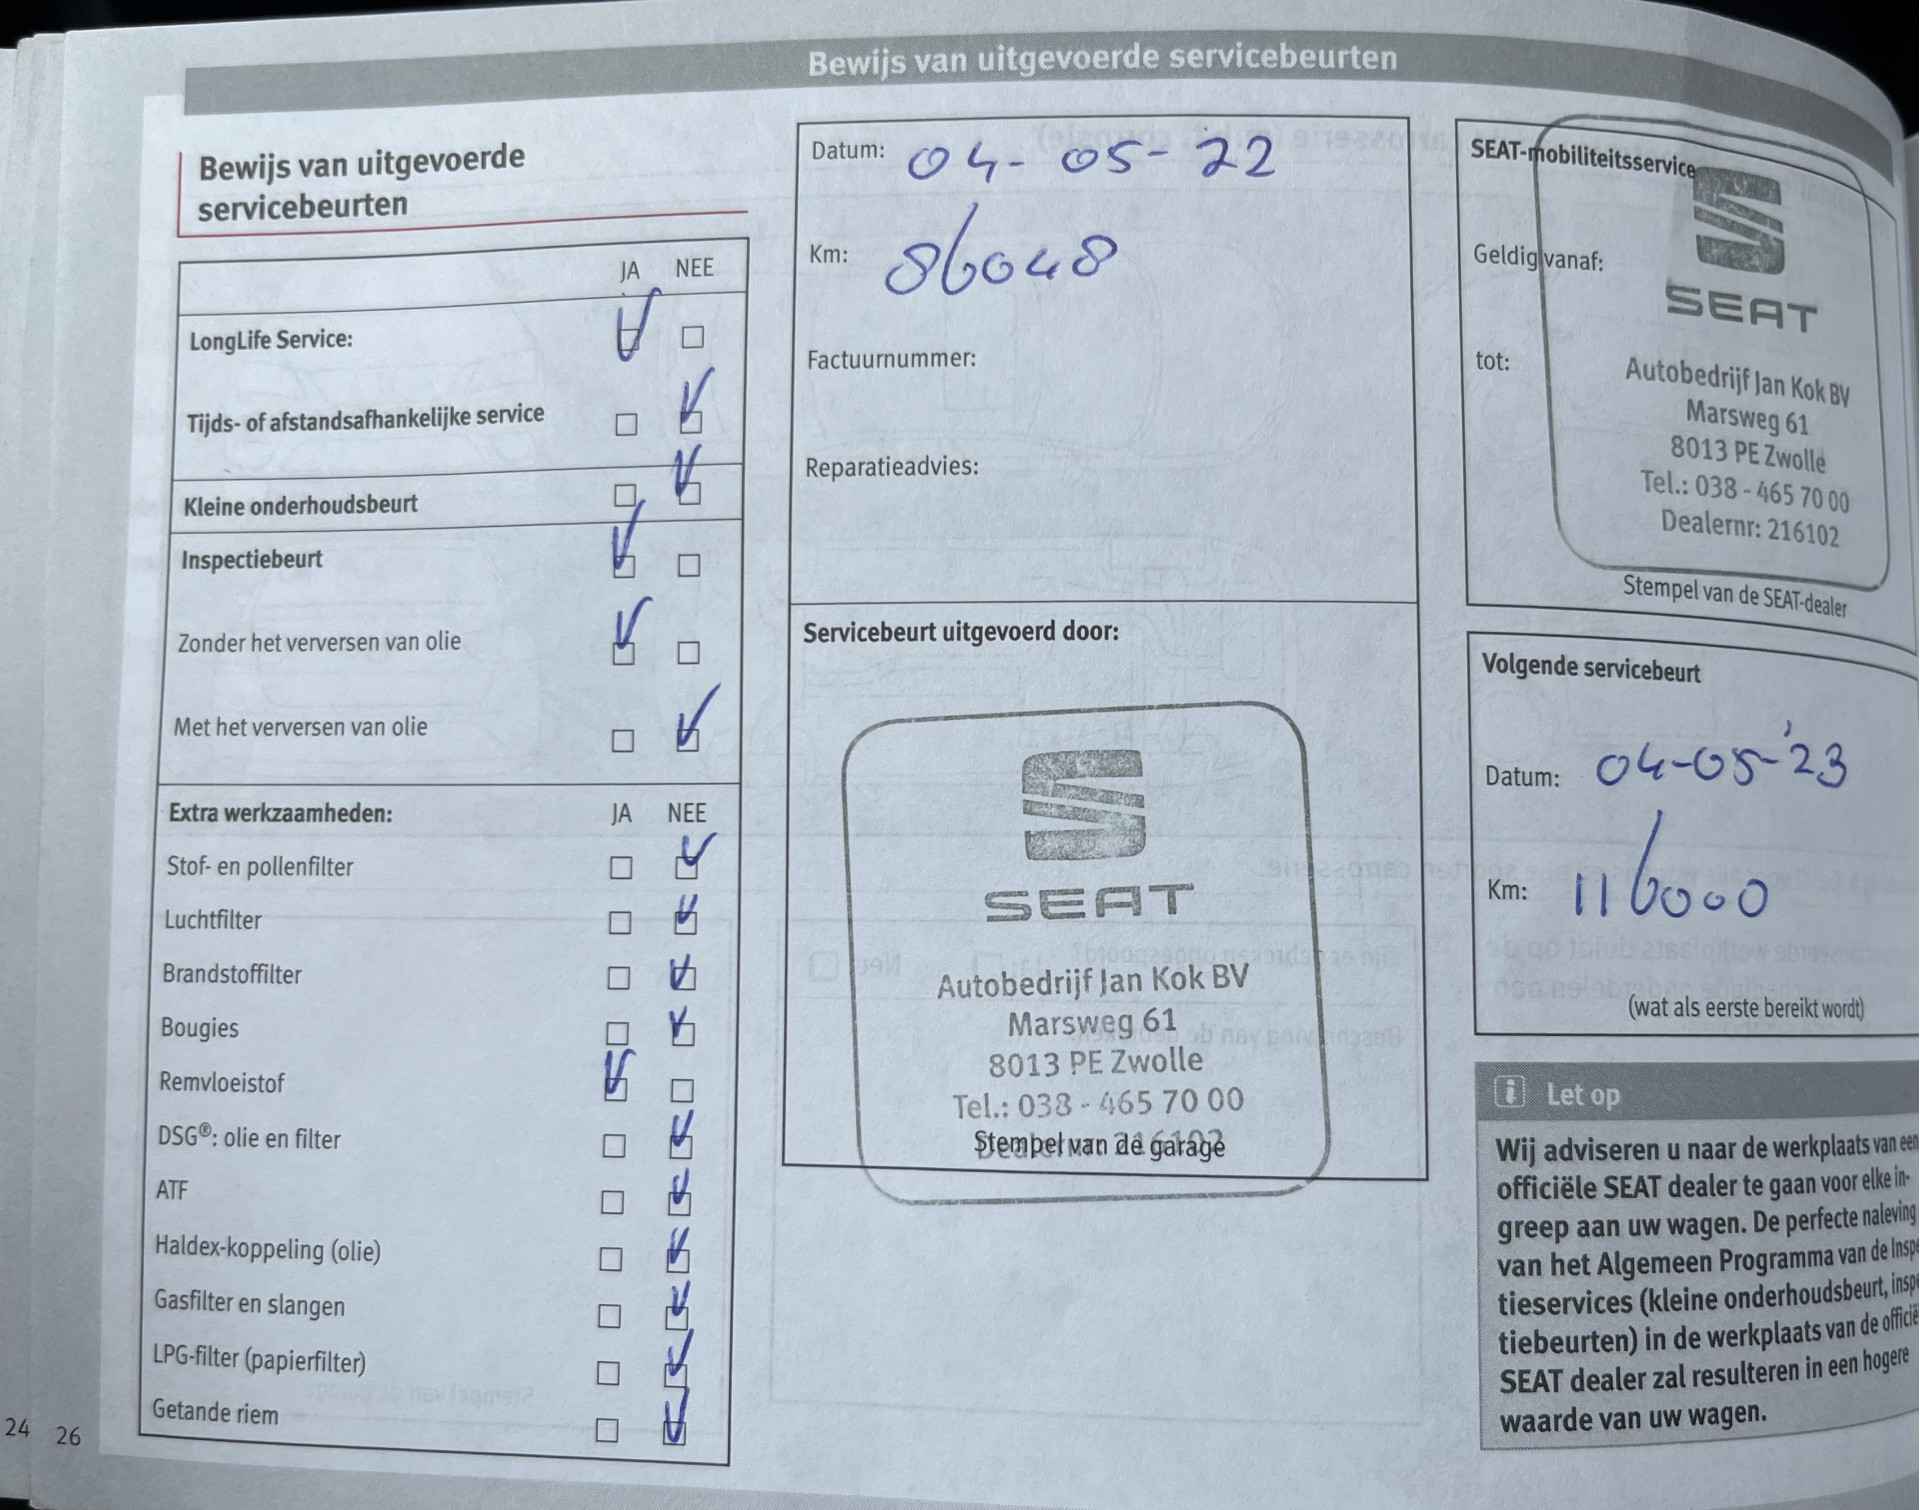 Bewijs van uitgevoerde servicebeurten
Bewijs van uitgevoerde
servicebeurten
JA NEE
LongLife Service:
Tijds- of afstandsafhankelijke service
Kleine onderhoudsbeurt
Inspectiebeurt
Zonder het verversen van olie
Met het verversen van olie
Extra werkzaamheden: JA NEE
Stof- en pollenfilter
Luchtfilter
Brandstoffilter
Bougies
Remvloeistof
DSG®: olie en filter
ATF
Haldex-koppeling (olie)
Gasfilter en slangen
LPG-filter (papierfilter)
Getande riem
24 26
Datum: 04-05-22
Km: 86048
Factuurnummer:
Reparatieadvies:
Servicebeurt uitgevoerd door:
SEAT
Autobedrijf Jan Kok BV
Marsweg 61
8013 PE Zwolle
Tel.: 038 - 465 70 00
Stempel van de garage
SEAT-mobiliteitsservice
Geldig vanaf:
tot:
SEAT
Autobedrijf Jan Kok BV
Marsweg 61
8013 PE Zwolle
Tel.: 038 - 465 70 00
Dealernr: 216102
Stempel van de SEAT-dealer
Volgende servicebeurt
Datum: 04-05-'23
Km: 116000
(wat als eerste bereikt wordt)
i Let op
Wij adviseren u naar de werkplaats van een
officiële SEAT dealer te gaan voor elke in-
greep aan uw wagen. De perfecte naleving
van het Algemeen Programma van de
tieservices (kleine onderhoudsbeurt,
tiebeurten) in de werkplaats van de
SEAT dealer zal resulteren in een hogere
waarde van uw wagen.